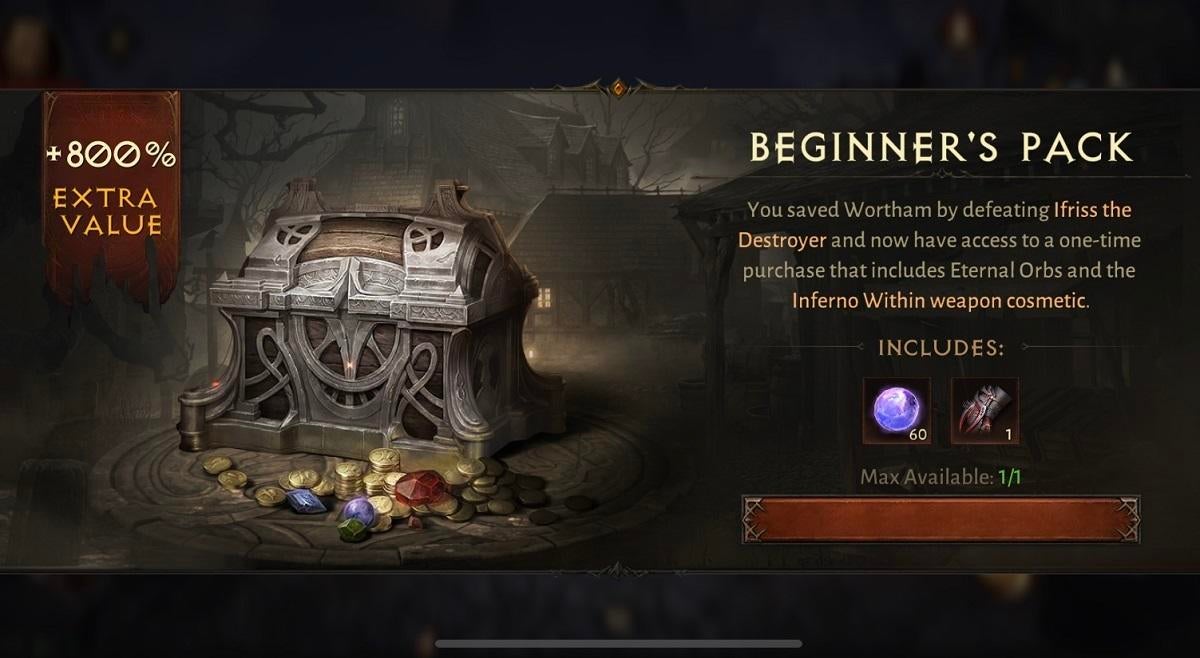 +800%
EXTRA
VALUE
BEGINNER'S PACK
You saved Wortham by defeating Ifriss the
Destroyer and now have access to a one-time
purchase that includes Eternal Orbs and the
Inferno Within weapon cosmetic.
INCLUDES:
60
1
Max Available: 1/1